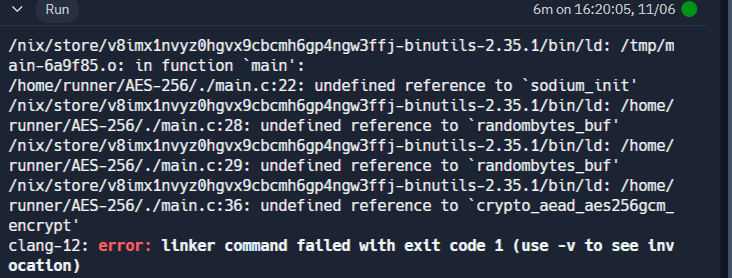 Run
6m on 16:20:05, 11/06
/nix/store/v8imx1nvyz0hgvx9cbcmh6gp4ngw3ffj-binutils-2.35.1/bin/ld: /tmp/m
ain-6a9f85.o: in function `main':
/home/runner/AES-256/./main.c:22: undefined reference to `sodium_init'
/nix/store/v8imx1nvyz0hgvx9cbcmh6gp4ngw3ffj-binutils-2.35.1/bin/ld: /home/
runner/AES-256/./main.c:28: undefined reference to `randombytes_buf'
/nix/store/v8imx1nvyz0hgvx9cbcmh6gp4ngw3ffj-binutils-2.35.1/bin/ld: /home/
runner/AES-256/./main.c:29: undefined reference to `randombytes_buf'
/nix/store/v8imx1nvyz0hgvx9cbcmh6gp4ngw3ffj-binutils-2.35.1/bin/ld: /home/
runner/AES-256/./main.c:36: undefined reference to `crypto_aead_aes256gcm_
encrypt'
clang-12: error: linker command failed with exit code 1 (use -v to see inv
ocation)